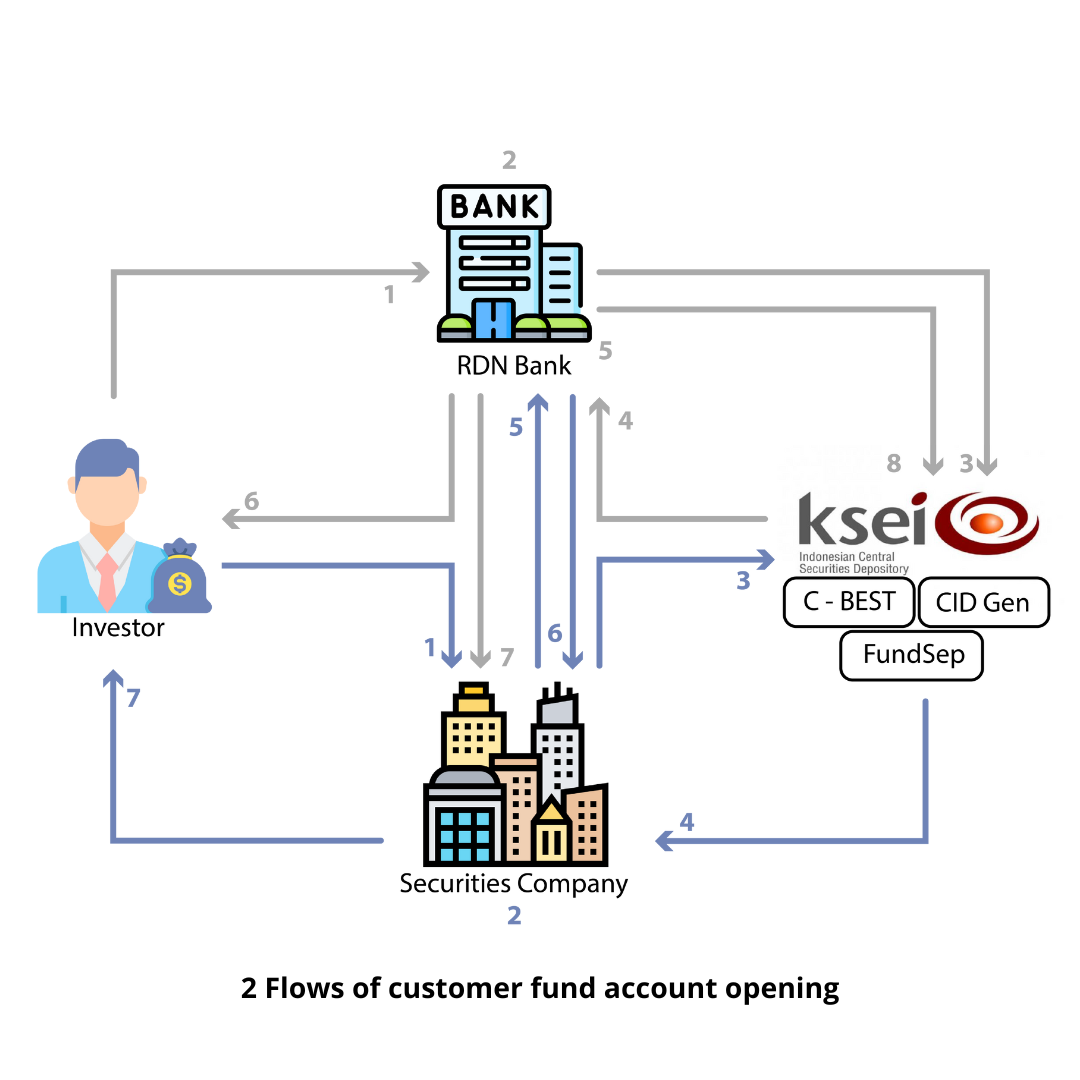 2
BANK
1
RDN Bank
5
5
4
8
3
6
ksei
Indonesian Central
Securities Depository
3
C - BEST
CID Gen
FundSep
Investor
1
7
6
7
4
Securities Company
2
2 Flows of customer fund account opening